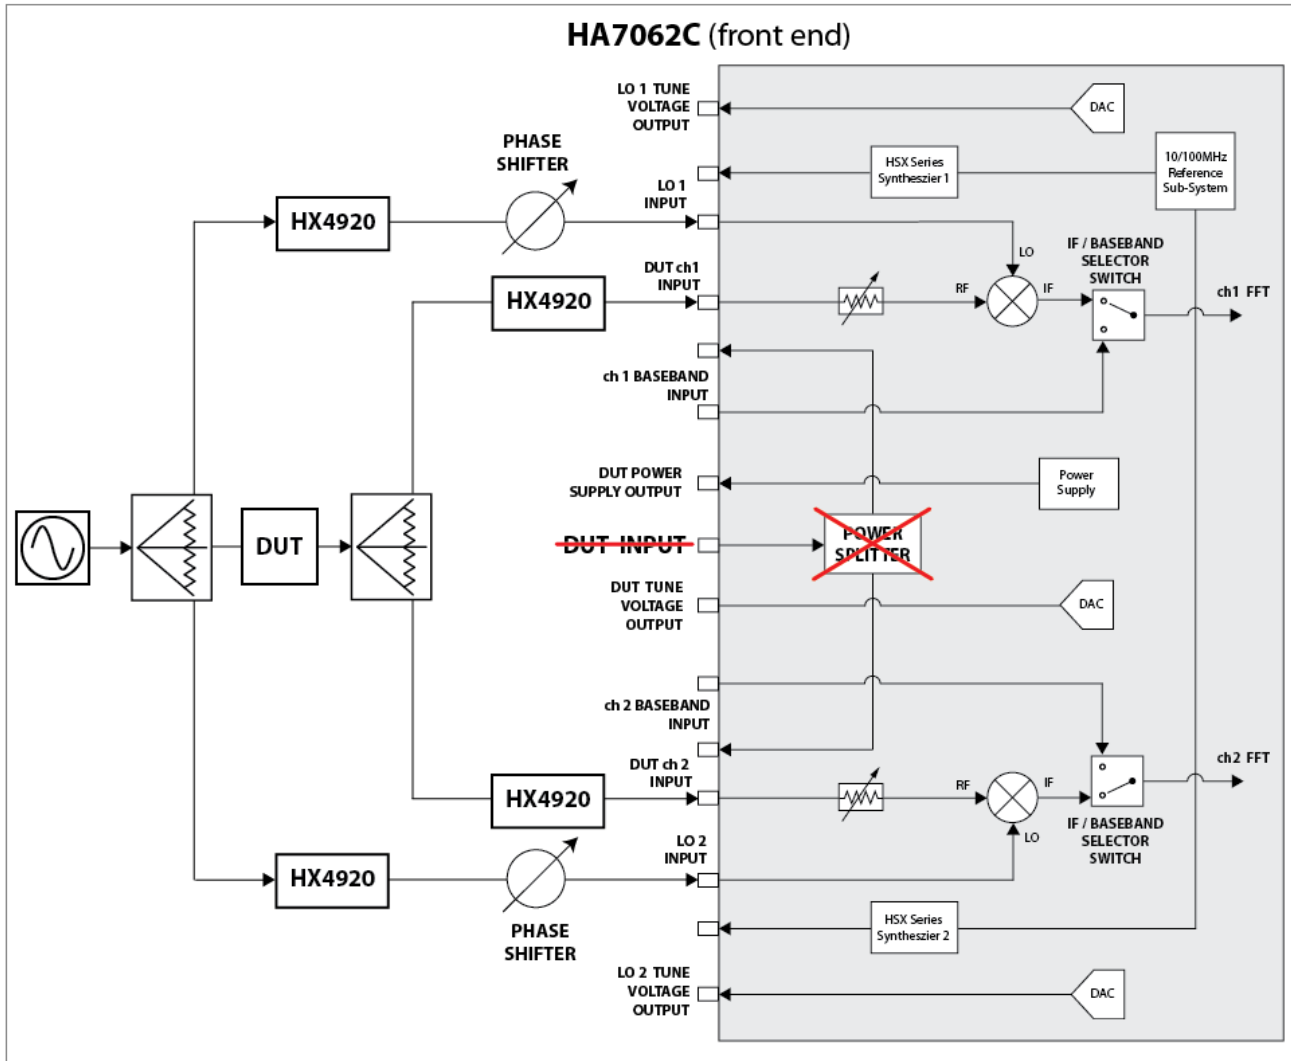 HA7062C (front end)
LO 1 TUNE
VOLTAGE
OUTPUT
DAC
PHASE
SHIFTER
HSX Series
Syntheszier 1
10/100MHz
Reference
Sub-System
LO 1
INPUT
HX4920
LO
IF / BASEBAND
SELECTOR
SWITCH
DUT ch1
INPUT
HX4920
RF
IF
ch1 FFT
ch 1 BASEBAND
INPUT
DUT POWER
SUPPLY OUTPUT
Power
Supply
DUT
DUT INPUT
POWER
SPLITTER
DUT TUNE
VOLTAGE
OUTPUT
DAC
ch 2 BASEBAND
INPUT
DUT ch 2
INPUT
HX4920
RF
IF
ch2 FFT
LO
IF / BASEBAND
SELECTOR
SWITCH
LO 2
INPUT
HX4920
PHASE
SHIFTER
HSX Series
Syntheszier 2
LO 2 TUNE
VOLTAGE
OUTPUT
DAC